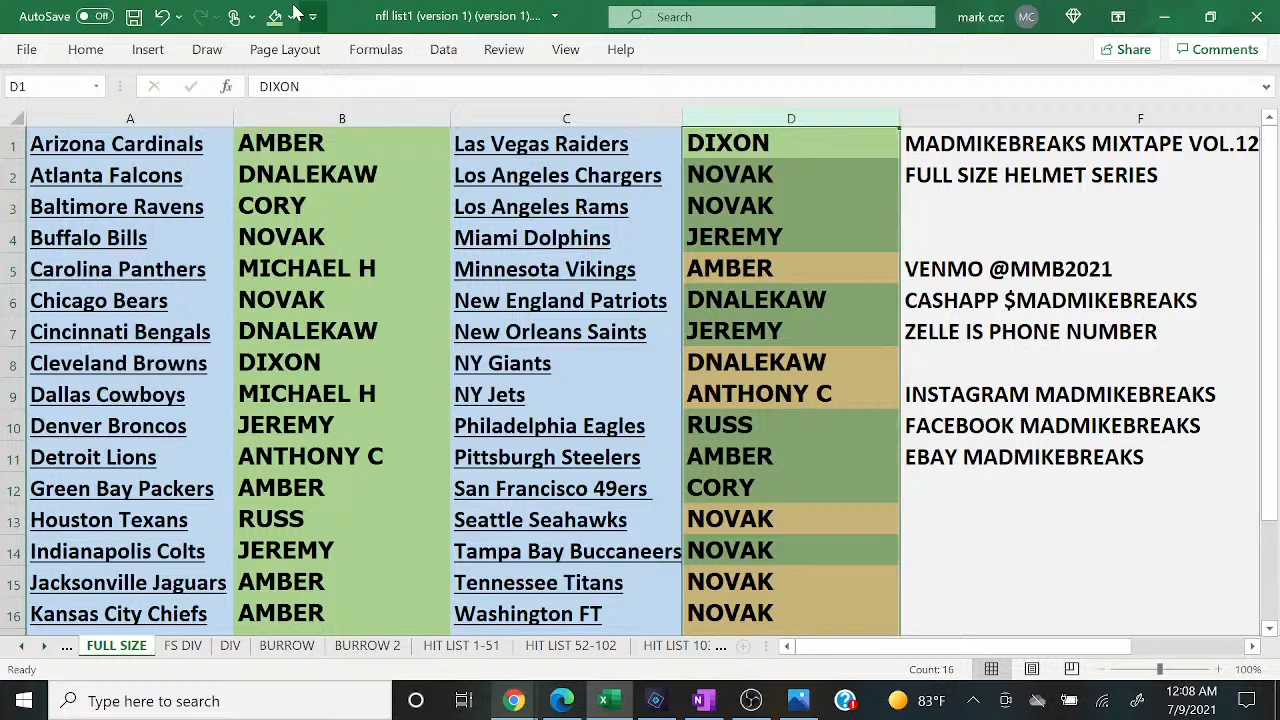 AutoSave Off nfl list1 (version 1) (version 1).... Search mark ccc MC
File Home Insert Draw Page Layout Formulas Data Review View Help Share Comments
D1 fx DIXON
A B C D F
1 Arizona Cardinals AMBER Las Vegas Raiders DIXON MADMIKEBREAKS MIXTAPE VOL.12
2 Atlanta Falcons DNALEKAW Los Angeles Chargers NOVAK FULL SIZE HELMET SERIES
3 Baltimore Ravens CORY Los Angeles Rams NOVAK
4 Buffalo Bills NOVAK Miami Dolphins JEREMY
5 Carolina Panthers MICHAEL H Minnesota Vikings AMBER VENMO @MMB2021
6 Chicago Bears NOVAK New England Patriots DNALEKAW CASHAPP $MADMIKEBREAKS
7 Cincinnati Bengals DNALEKAW New Orleans Saints JEREMY ZELLE IS PHONE NUMBER
8 Cleveland Browns DIXON NY Giants DNALEKAW
9 Dallas Cowboys MICHAEL H NY Jets ANTHONY C INSTAGRAM MADMIKEBREAKS
10 Denver Broncos JEREMY Philadelphia Eagles RUSS FACEBOOK MADMIKEBREAKS
11 Detroit Lions ANTHONY C Pittsburgh Steelers AMBER EBAY MADMIKEBREAKS
12 Green Bay Packers AMBER San Francisco 49ers CORY
13 Houston Texans RUSS Seattle Seahawks NOVAK
14 Indianapolis Colts JEREMY Tampa Bay Buccaneers NOVAK
15 Jacksonville Jaguars AMBER Tennessee Titans NOVAK
16 Kansas City Chiefs AMBER Washington FT NOVAK
... FULL SIZE FS DIV DIV BURROW BURROW 2 HIT LIST 1-51 HIT LIST 52-102 HIT LIST 10 ...
Ready Count: 16 100%
Type here to search 83°F 12:08 AM
7/9/2021